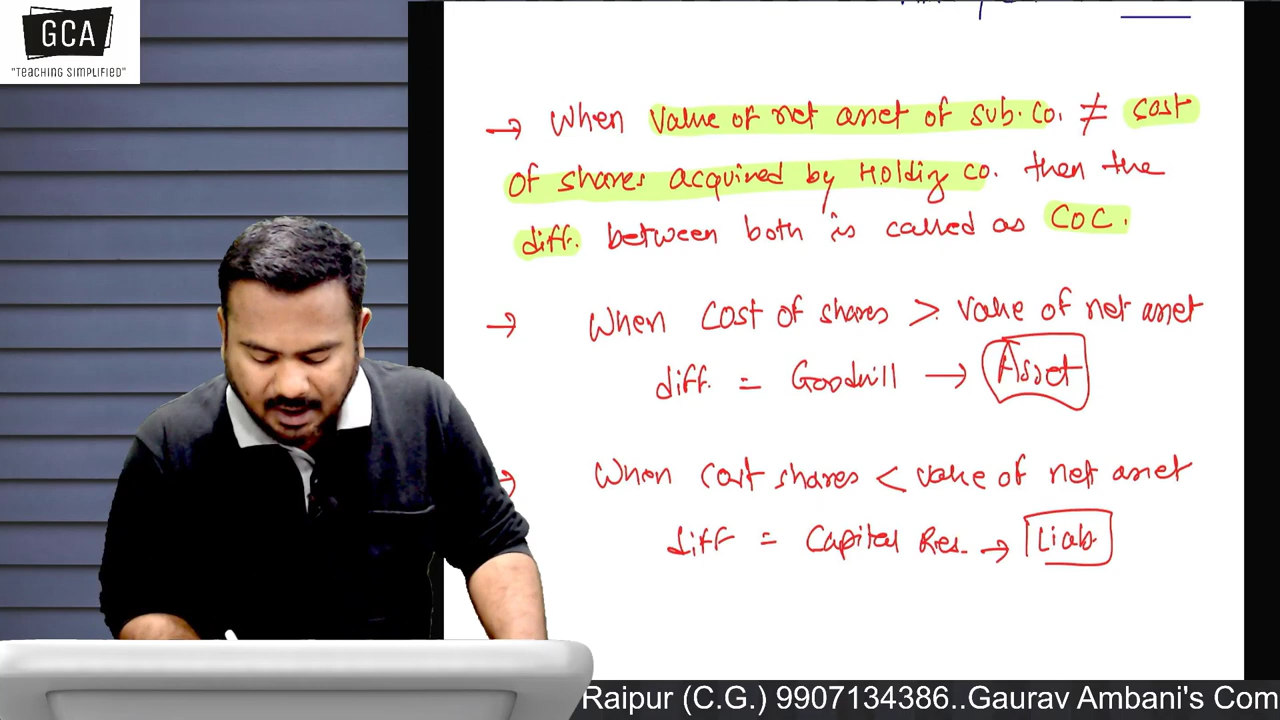 GCA
"TEACHING SIMPLIFIED"
→ When value of net asset of sub. co. ≠ cost
of shares acquired by Holding co. then the
diff. between both is called as COC.
→ When cost of shares > value of net asset
diff. = Goodwill → Asset
→ When cost shares < value of net asset
diff = Capital Res. → Liab
Raipur (C.G.) 9907134386..Gaurav Ambani's Com